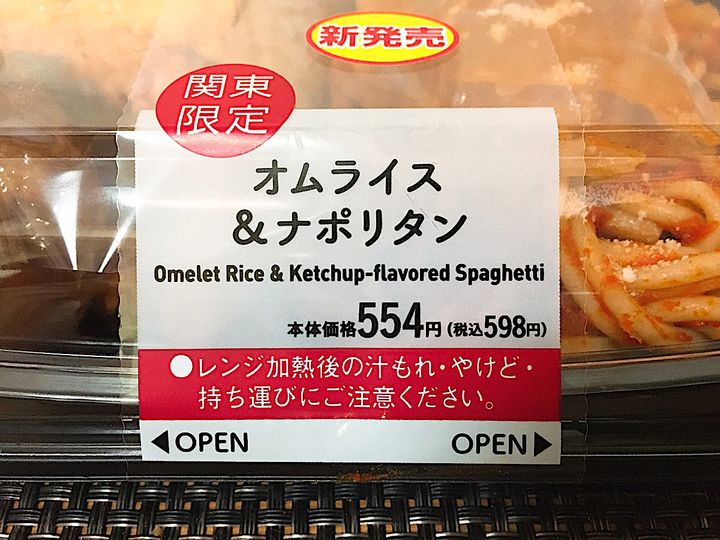 新発売
関東
限定
オムライス
&ナポリタン
Omelet Rice & Ketchup-flavored Spaghetti
本体価格554円(税込598円)
●レンジ加熱後の汁もれ・やけど・
持ち運びにご注意ください。
◀OPEN OPEN▶